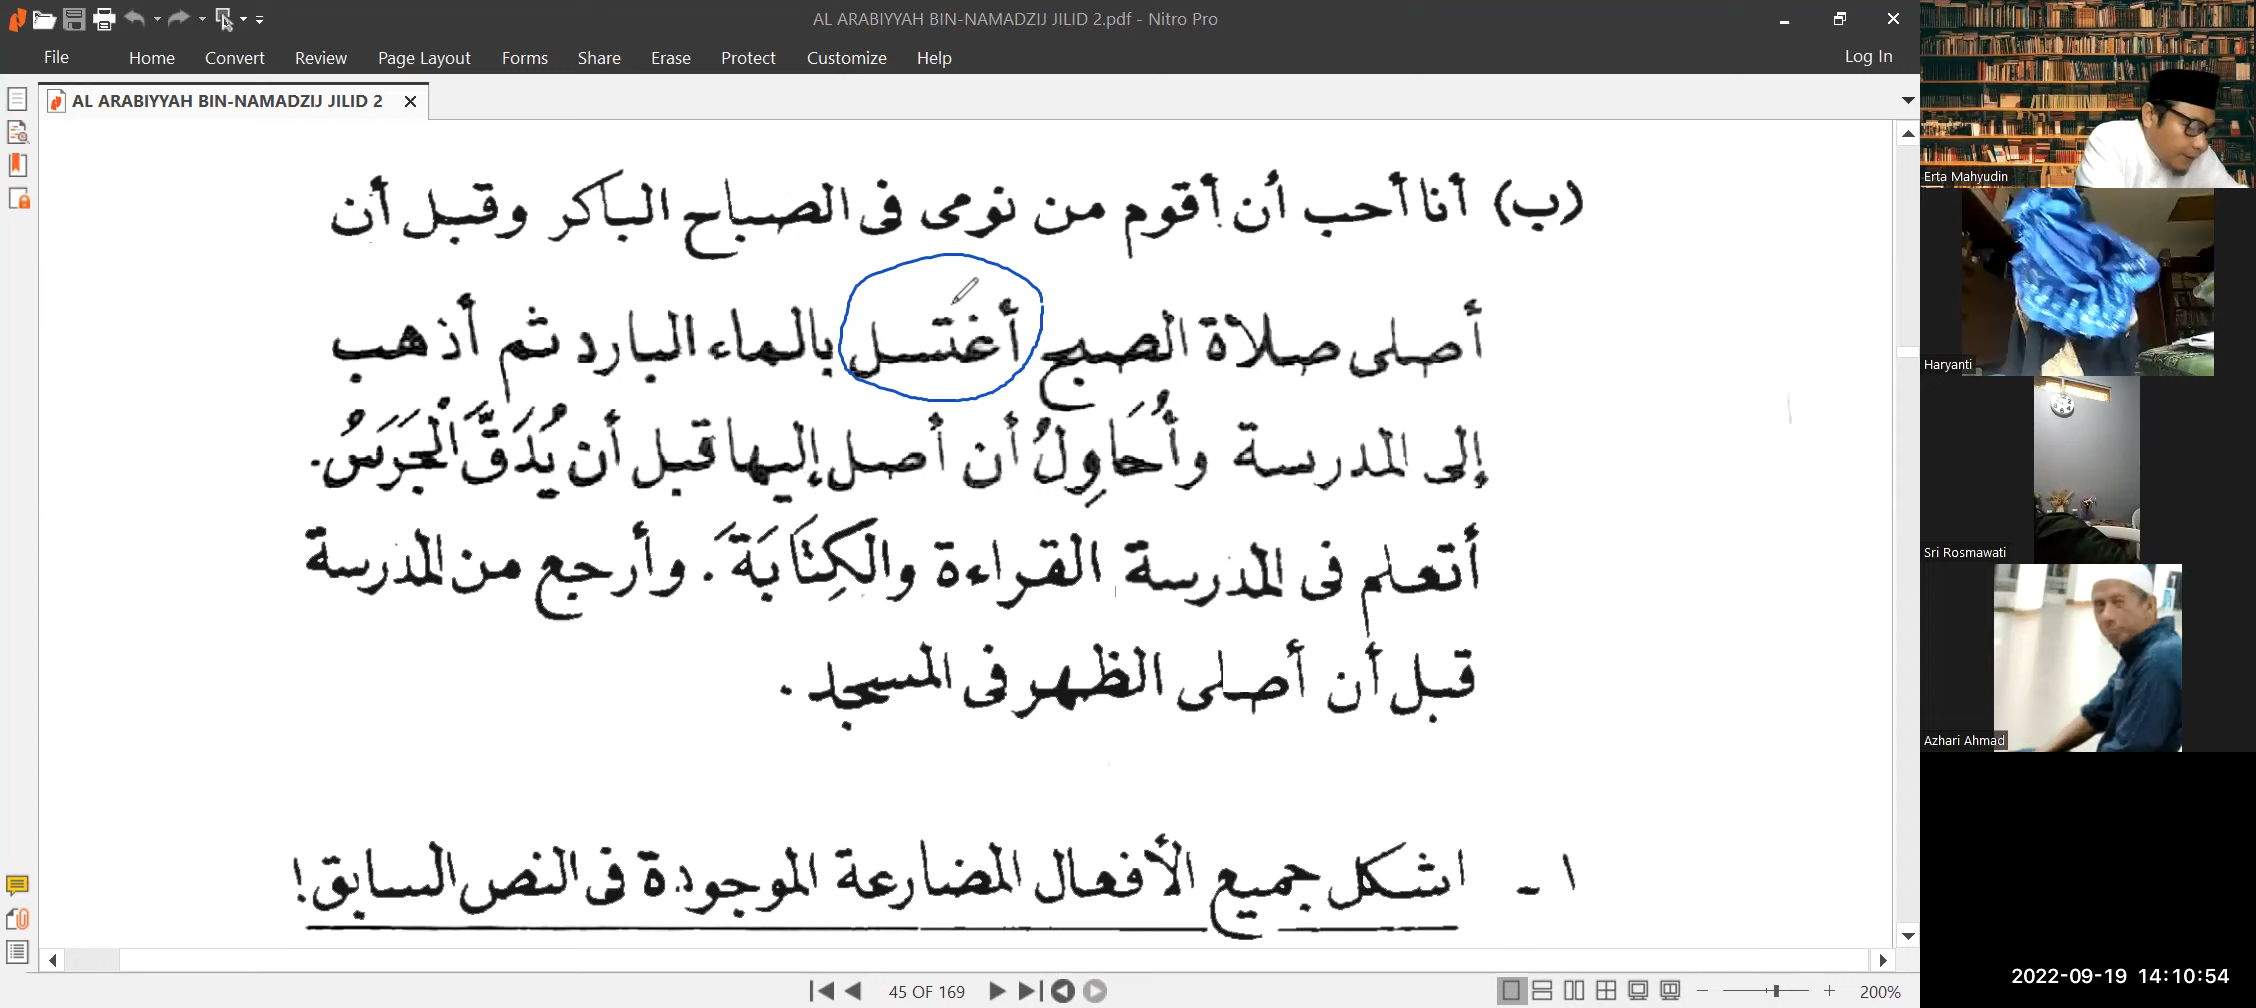 AL ARABIYYAH BIN-NAMADZIJ JILID 2.pdf - Nitro Pro
File Home Convert Review Page Layout Forms Share Erase Protect Customize Help Log In
AL ARABIYYAH BIN-NAMADZIJ JILID 2
(ب) أنا أحب أن أقوم من نومى فى الصباح الباكر وقبل أن
أصلى صلاة الصبح أغتسل بالماء البارد ثم أذهب
إلى المدرسة وأُحَاوِلُ أن أصل إليها قبل أن يُدَقَّ الْجَرَسُ.
أتعلم فى المدرسة القراءة والكِتَابَةَ. وأرجع من المدرسة
قبل أن أصلى الظهر فى المسجد.
١ - اشكل جميع الأفعال المضارعة الموجودة فى النص السابق!
45 OF 169
200%
Erta Mahyudin
Haryanti
Sri Rosmawati
Azhari Ahmad
2022-09-19 14:10:54